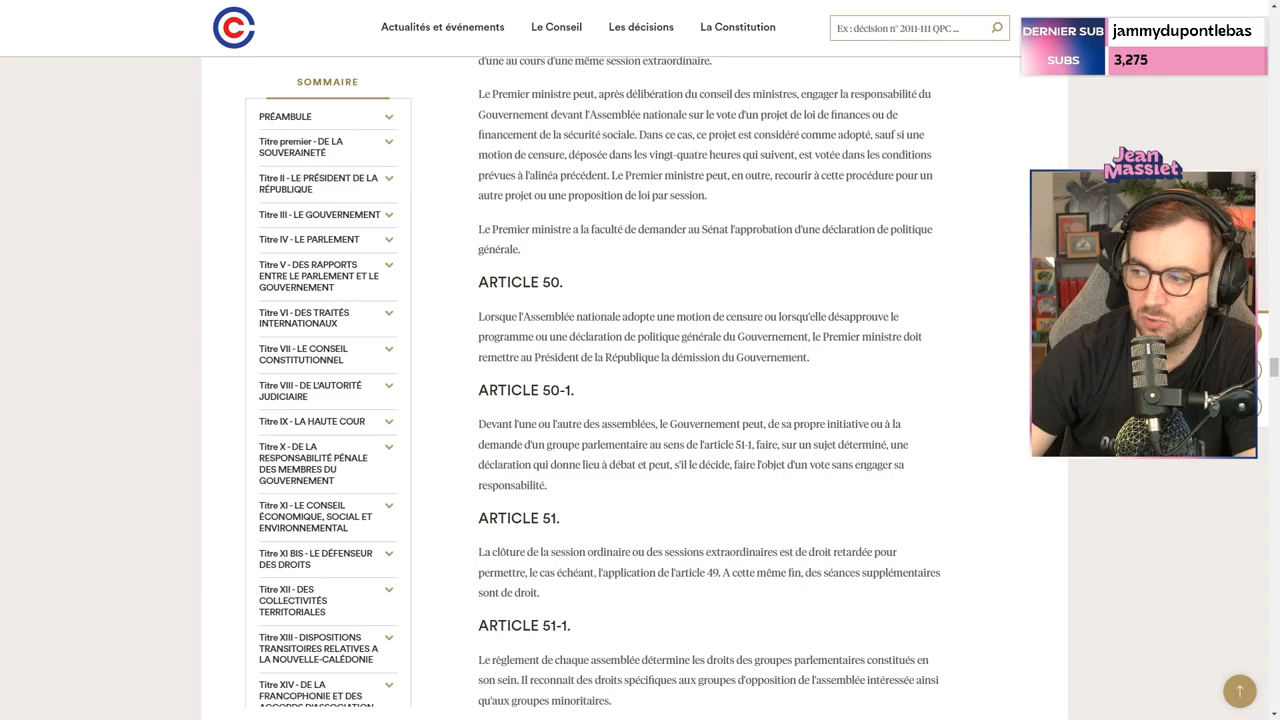 Actualités et événements
Le Conseil
Les décisions
La Constitution
Ex : décision n° 2011-111 QPC ...
DERNIER SUB
jammydupontlebas
SUBS
3,275
SOMMAIRE
PRÉAMBULE
Titre premier - DE LA
SOUVERAINETÉ
Titre II - LE PRÉSIDENT DE LA
RÉPUBLIQUE
Titre III - LE GOUVERNEMENT
Titre IV - LE PARLEMENT
Titre V - DES RAPPORTS
ENTRE LE PARLEMENT ET LE
GOUVERNEMENT
Titre VI - DES TRAITÉS
INTERNATIONAUX
Titre VII - LE CONSEIL
CONSTITUTIONNEL
Titre VIII - DE L'AUTORITÉ
JUDICIAIRE
Titre IX - LA HAUTE COUR
Titre X - DE LA
RESPONSABILITÉ PÉNALE
DES MEMBRES DU
GOUVERNEMENT
Titre XI - LE CONSEIL
ÉCONOMIQUE, SOCIAL ET
ENVIRONNEMENTAL
Titre XI BIS - LE DÉFENSEUR
DES DROITS
Titre XII - DES
COLLECTIVITÉS
TERRITORIALES
Titre XIII - DISPOSITIONS
TRANSITOIRES RELATIVES A
LA NOUVELLE-CALÉDONIE
Titre XIV - DE LA
FRANCOPHONIE ET DES
ACCORDS D'ASSOCIATION
d'une au cours d'une même session extraordinaire.
Le Premier ministre peut, après délibération du conseil des ministres, engager la responsabilité du
Gouvernement devant l'Assemblée nationale sur le vote d'un projet de loi de finances ou de
financement de la sécurité sociale. Dans ce cas, ce projet est considéré comme adopté, sauf si une
motion de censure, déposée dans les vingt-quatre heures qui suivent, est votée dans les conditions
prévues à l'alinéa précédent. Le Premier ministre peut, en outre, recourir à cette procédure pour un
autre projet ou une proposition de loi par session.
Le Premier ministre a la faculté de demander au Sénat l'approbation d'une déclaration de politique
générale.
ARTICLE 50.
Lorsque l'Assemblée nationale adopte une motion de censure ou lorsqu'elle désapprouve le
programme ou une déclaration de politique générale du Gouvernement, le Premier ministre doit
remettre au Président de la République la démission du Gouvernement.
ARTICLE 50-1.
Devant l'une ou l'autre des assemblées, le Gouvernement peut, de sa propre initiative ou à la
demande d'un groupe parlementaire au sens de l'article 51-1, faire, sur un sujet déterminé, une
déclaration qui donne lieu à débat et peut, s'il le décide, faire l'objet d'un vote sans engager sa
responsabilité.
ARTICLE 51.
La clôture de la session ordinaire ou des sessions extraordinaires est de droit retardée pour
permettre, le cas échéant, l'application de l'article 49. A cette même fin, des séances supplémentaires
sont de droit.
ARTICLE 51-1.
Le règlement de chaque assemblée détermine les droits des groupes parlementaires constitués en
son sein. Il reconnaît des droits spécifiques aux groupes d'opposition de l'assemblée intéressée ainsi
qu'aux groupes minoritaires.
Jean
Massiet